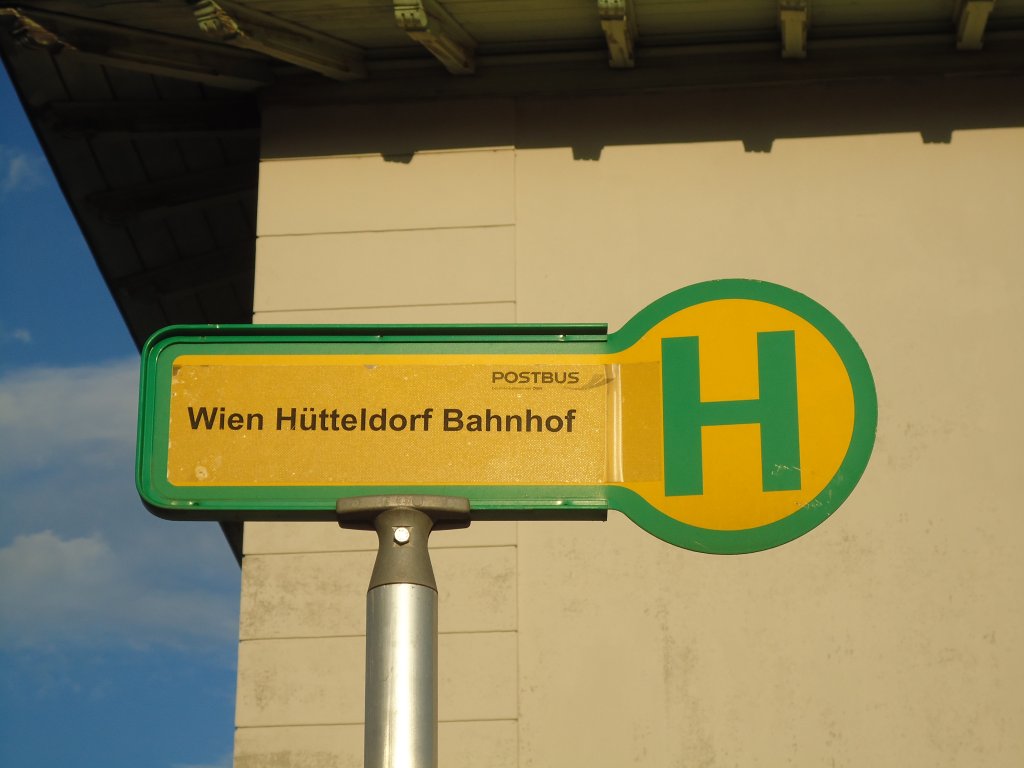 POSTBUS
Wien Hütteldorf Bahnhof
H